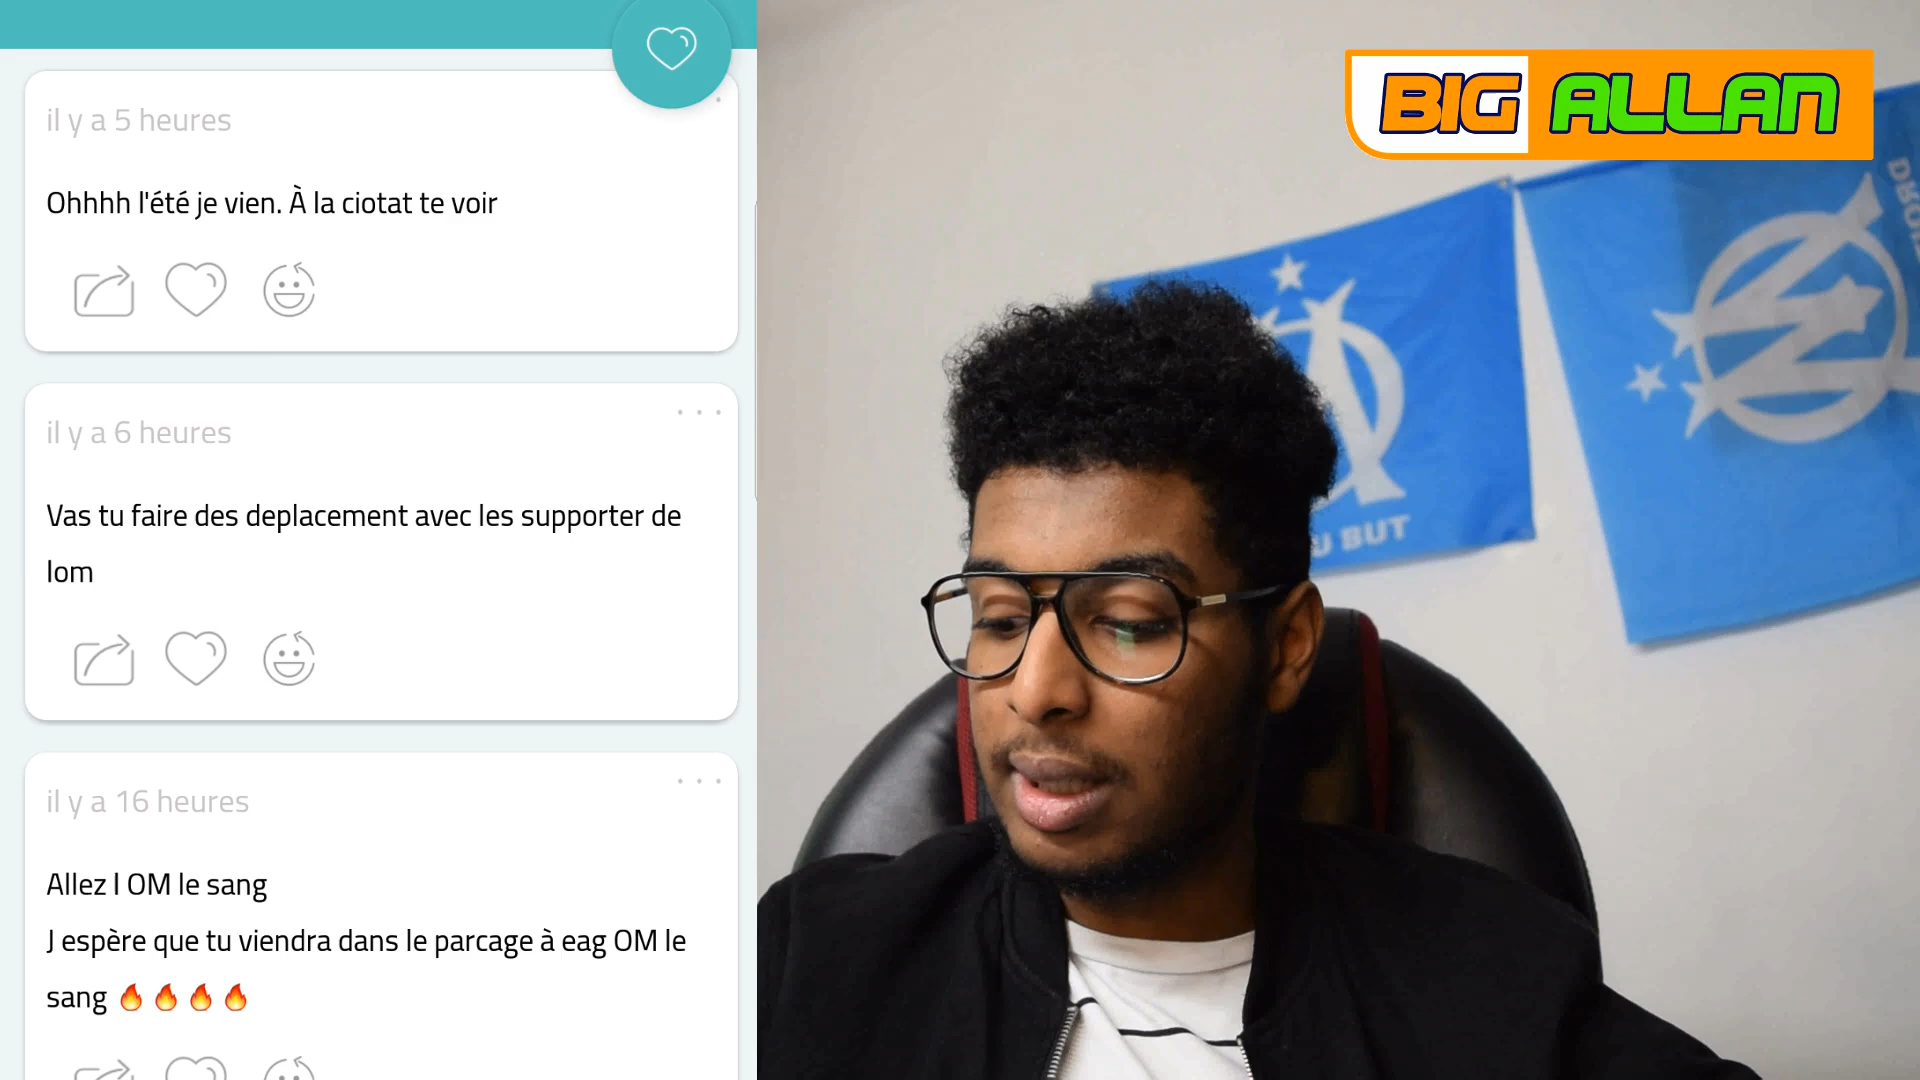 il y a 5 heures
Ohhhh l'été je vien. À la ciotat te voir
il y a 6 heures
Vas tu faire des deplacement avec les supporter de
lom
il y a 16 heures
Allez l OM le sang
J espère que tu viendra dans le parcage à eag OM le
sang 🔥🔥🔥🔥
BIG ALLAN
U BUT
DRO